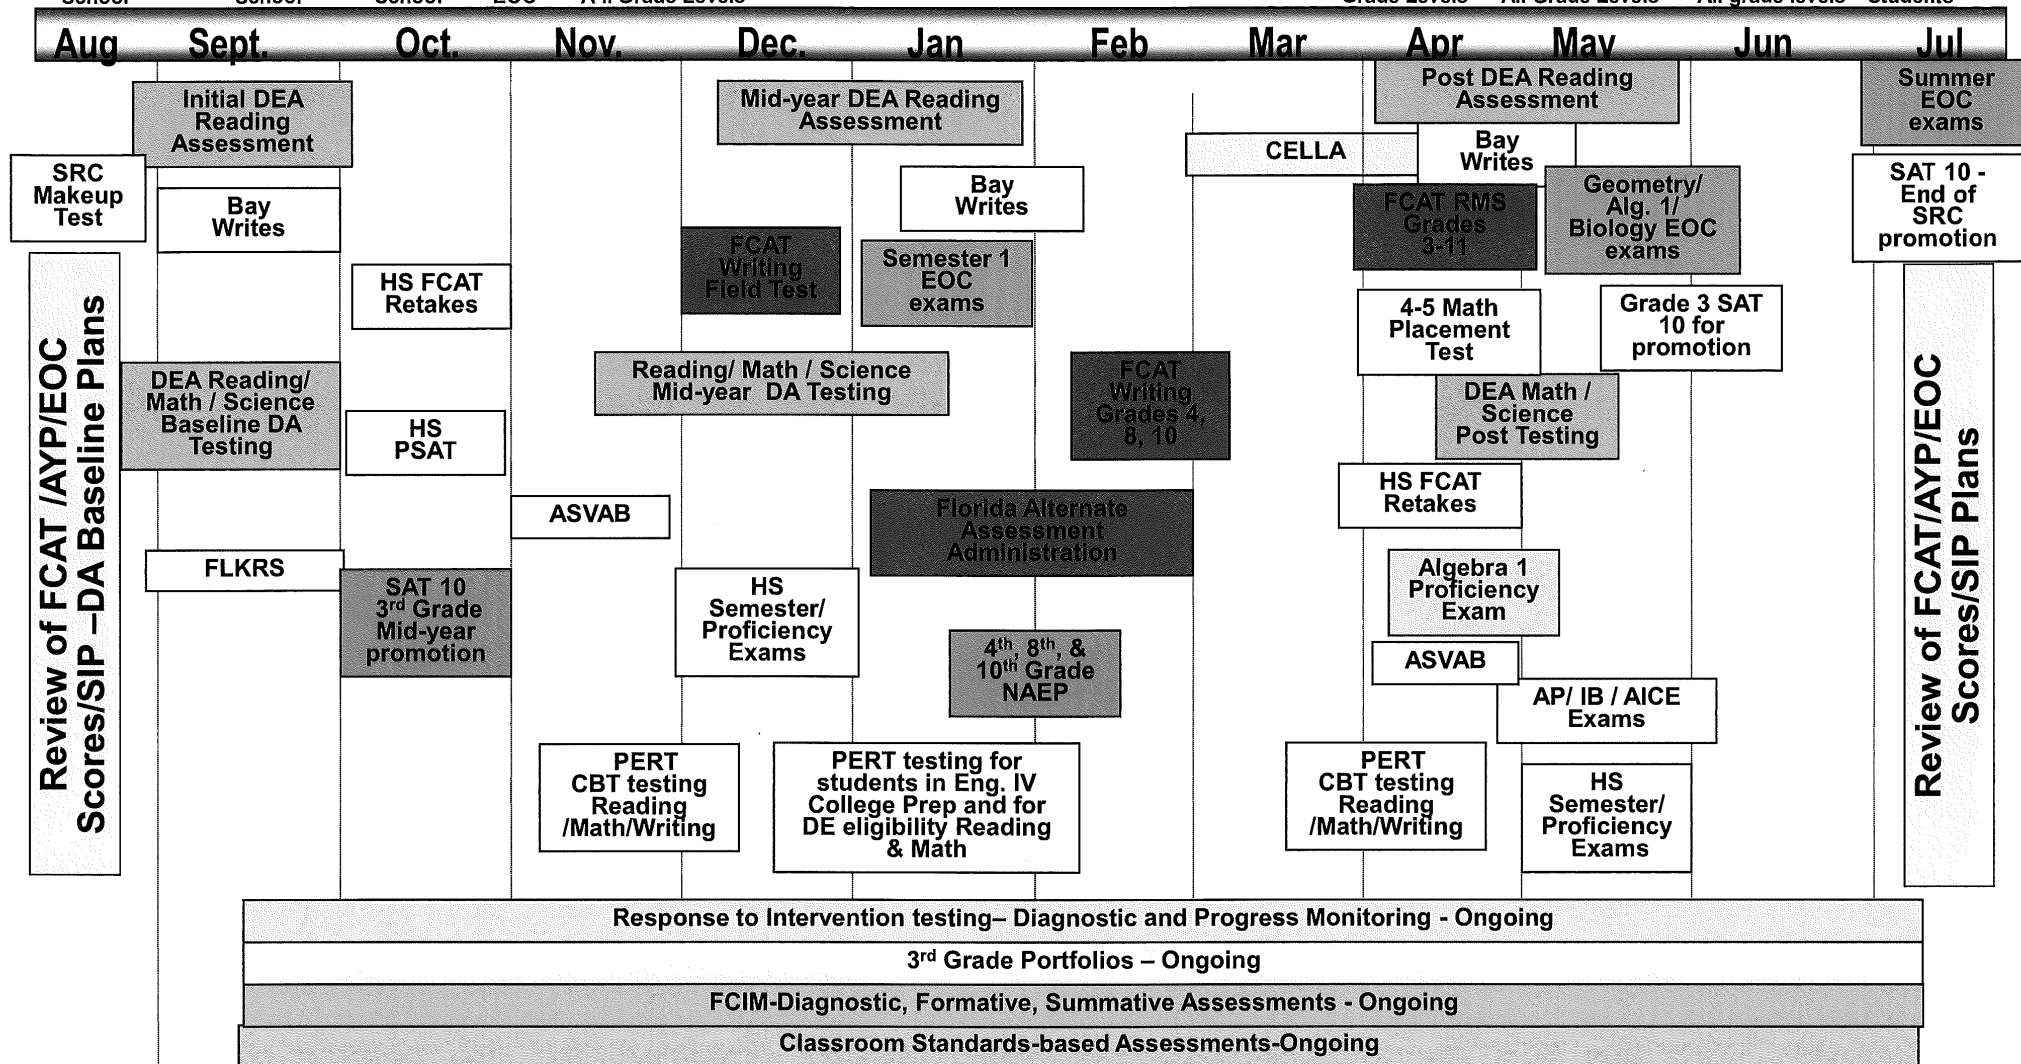 Aug Sept. Oct. Nov. Dec. Jan Feb Mar Apr May Jun Jul
Initial DEA
Reading
Assessment
Mid-year DEA Reading
Assessment
Post DEA Reading
Assessment
Summer
EOC
exams
SRC
Makeup
Test
Bay
Writes
Bay
Writes
CELLA
Bay
Writes
SAT 10 -
End of
SRC
promotion
HS FCAT
Retakes
FCAT
Writing
Field Test
Semester 1
EOC
exams
FCAT RMS
Grades
3-11
Geometry/
Alg. 1/
Biology EOC
exams
4-5 Math
Placement
Test
Grade 3 SAT
10 for
promotion
Review of FCAT /AYP/EOC
Scores/SIP –DA Baseline Plans
DEA Reading/
Math / Science
Baseline DA
Testing
HS
PSAT
Reading/ Math / Science
Mid-year DA Testing
FCAT
Writing
Grades 4,
8, 10
DEA Math /
Science
Post Testing
Review of FCAT/AYP/EOC
Scores/SIP Plans
ASVAB
Florida Alternate
Assessment
Administration
HS FCAT
Retakes
FLKRS
SAT 10
3rd Grade
Mid-year
promotion
HS
Semester/
Proficiency
Exams
4th, 8th, &
10th Grade
NAEP
Algebra 1
Proficiency
Exam
ASVAB
AP/ IB / AICE
Exams
PERT
CBT testing
Reading
/Math/Writing
PERT testing for
students in Eng. IV
College Prep and for
DE eligibility Reading
& Math
PERT
CBT testing
Reading
/Math/Writing
HS
Semester/
Proficiency
Exams
Response to Intervention testing– Diagnostic and Progress Monitoring - Ongoing
3rd Grade Portfolios – Ongoing
FCIM-Diagnostic, Formative, Summative Assessments - Ongoing
Classroom Standards-based Assessments-Ongoing